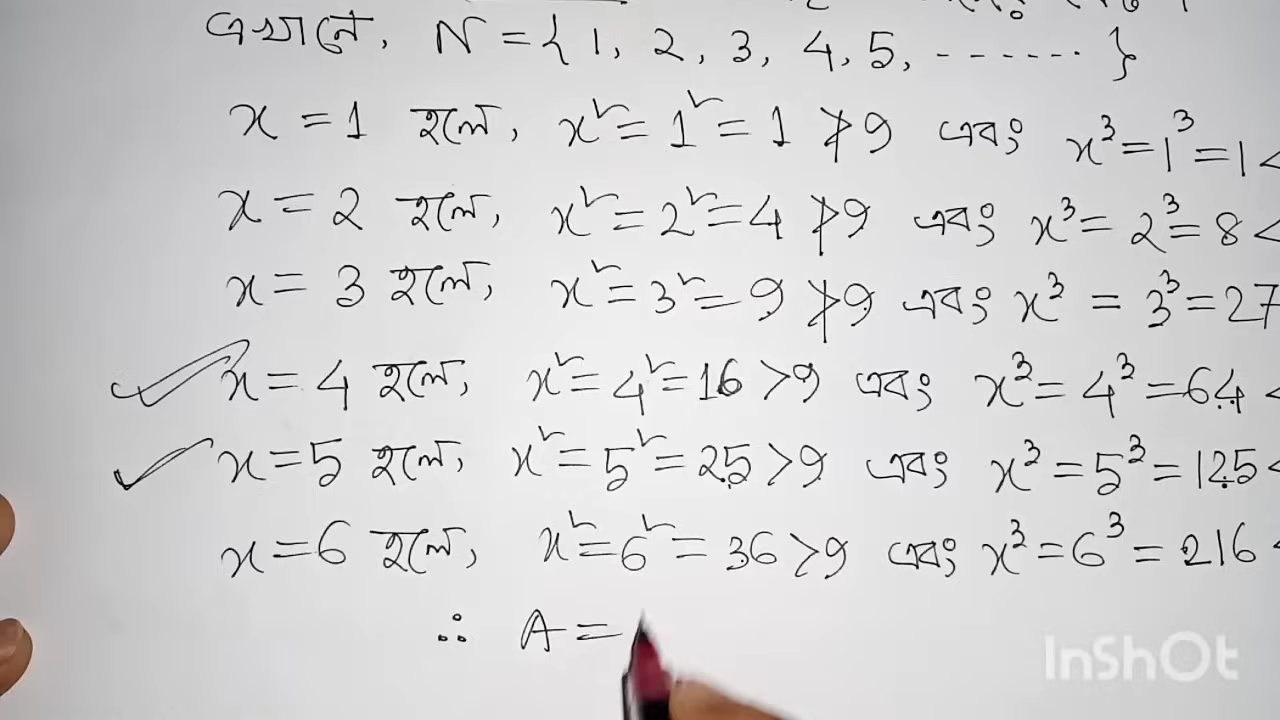 এখানে, N = {1, 2, 3, 4, 5, ------- }
x = 1 হলে, x² = 1² = 1 ≯ 9 এবং x³ = 1³ = 1 <
x = 2 হলে, x² = 2² = 4 ≯ 9 এবং x³ = 2³ = 8 <
x = 3 হলে, x² = 3² = 9 ≯ 9 এবং x³ = 3³ = 27
x = 4 হলে, x² = 4² = 16 > 9 এবং x³ = 4³ = 64 <
x = 5 হলে, x² = 5² = 25 > 9 এবং x³ = 5³ = 125 <
x = 6 হলে, x² = 6² = 36 > 9 এবং x³ = 6³ = 216
∴ A =
InShOt